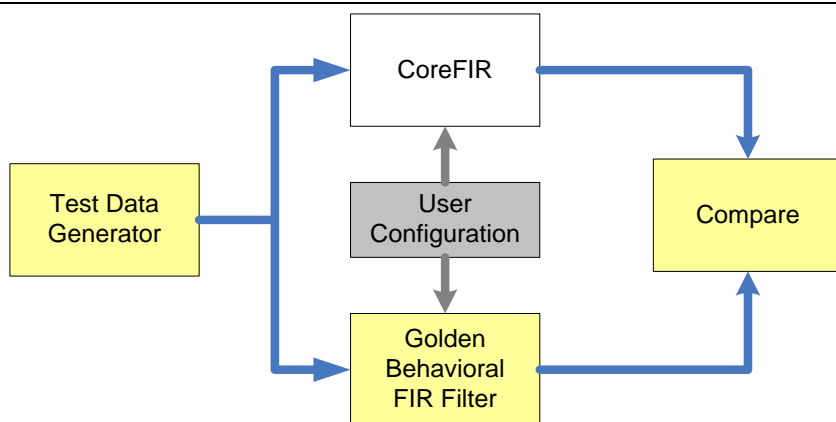 CoreFIR
Test Data
Generator
User
Configuration
Compare
Golden
Behavioral
FIR Filter